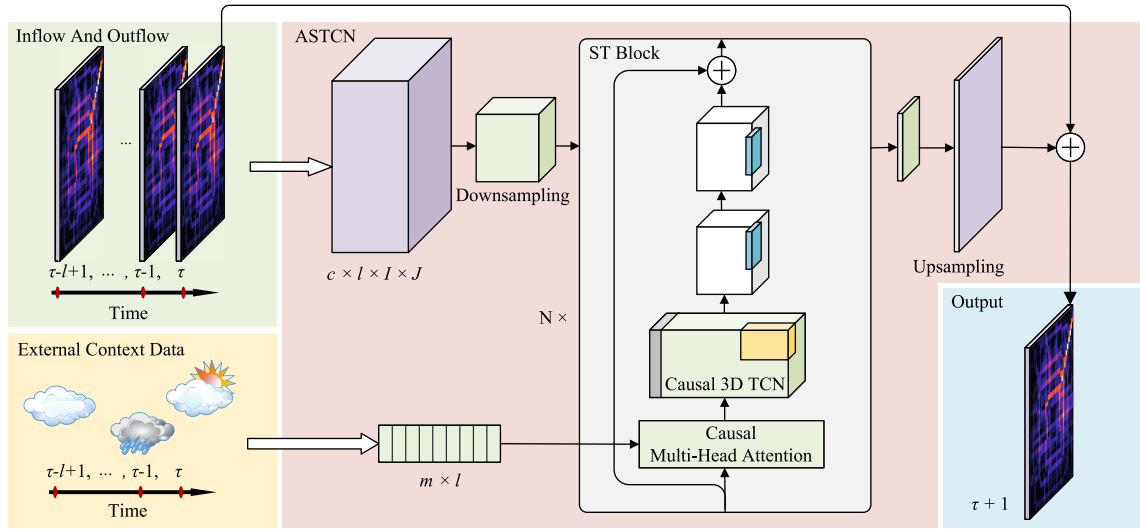 Inflow And Outflow
...
τ-l+1, ... , τ-1, τ
Time
External Context Data
τ-l+1, ... , τ-1, τ
Time
ASTCN
c × l × I × J
Downsampling
m × l
N ×
ST Block
Causal 3D TCN
Causal
Multi-Head Attention
Upsampling
Output
τ + 1